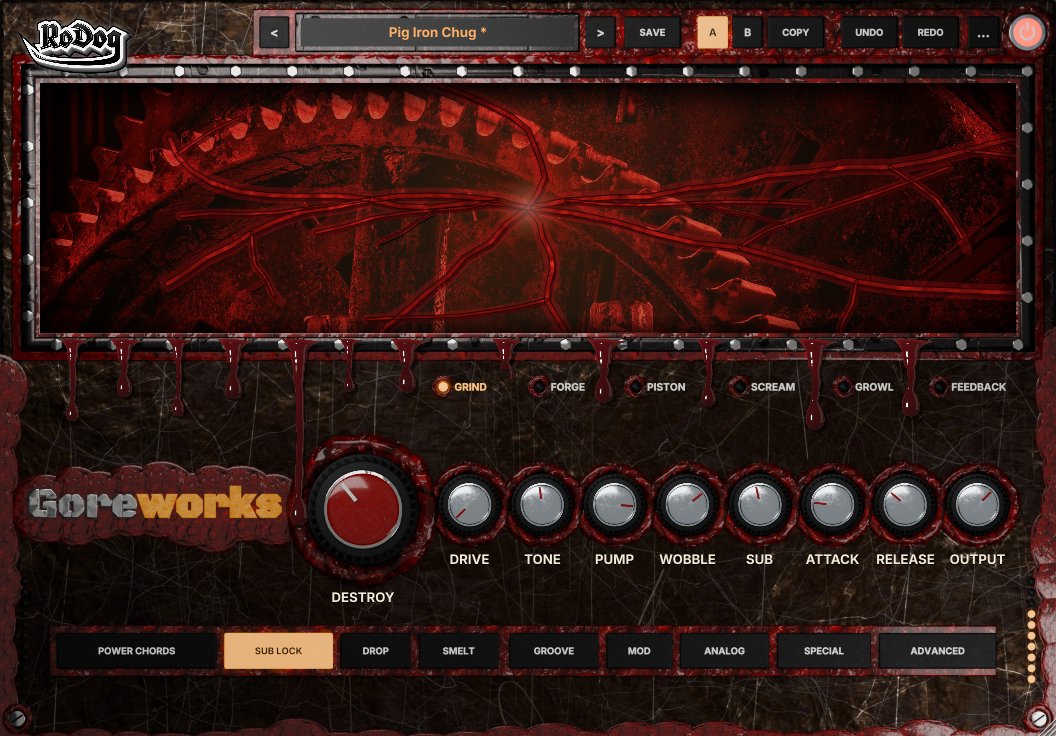 RoDog
<
Pig Iron Chug *
>
SAVE
A
B
COPY
UNDO
REDO
...
GRIND
FORGE
PISTON
SCREAM
GROWL
FEEDBACK
Goreworks
DRIVE
TONE
PUMP
WOBBLE
SUB
ATTACK
RELEASE
OUTPUT
DESTROY
POWER CHORDS
SUB LOCK
DROP
SMELT
GROOVE
MOD
ANALOG
SPECIAL
ADVANCED